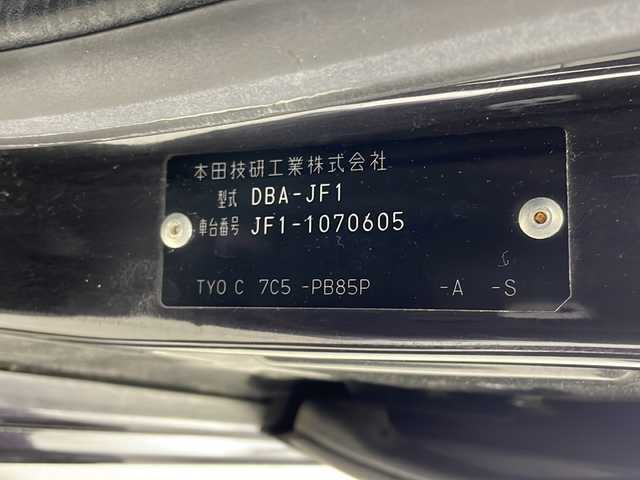 本田技研工業株式会社
型式 DBA-JF1
車台番号 JF1-1070605
TYO C 7C5 -PB85P -A -S